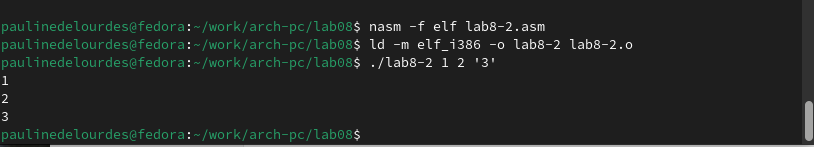 paulinedelourdes@fedora:~/work/arch-pc/lab08$ nasm -f elf lab8-2.asm
paulinedelourdes@fedora:~/work/arch-pc/lab08$ ld -m elf_i386 -o lab8-2 lab8-2.o
paulinedelourdes@fedora:~/work/arch-pc/lab08$ ./lab8-2 1 2 '3'
1
2
3
paulinedelourdes@fedora:~/work/arch-pc/lab08$